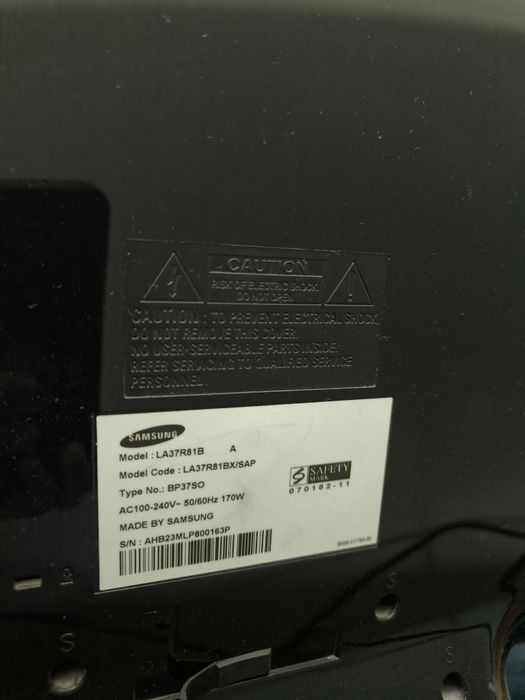 CAUTION
RISK OF ELECTRIC SHOCK
DO NOT OPEN
CAUTION : TO PREVENT ELECTRICAL SHOCK,
DO NOT REMOVE THIS COVER.
NO USER-SERVICEABLE PARTS INSIDE.
REFER SERVICING TO QUALIFIED SERVICE
PERSONNEL.
SAMSUNG
Model : LA37R81B A
Model Code : LA37R81BX/SAP
Type No.: BP37SO
AC100-240V~ 50/60Hz 170W
MADE BY SAMSUNG
S/N : AHB23MLP800163P
SAFETY
MARK
070182-11
S
S
S